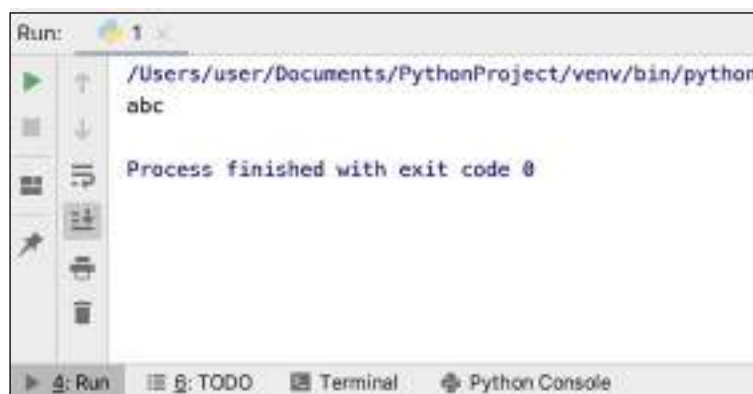 Run: 1
/Users/user/Documents/PythonProject/venv/bin/python
abc
Process finished with exit code 0
4: Run 6: TODO Terminal Python Console